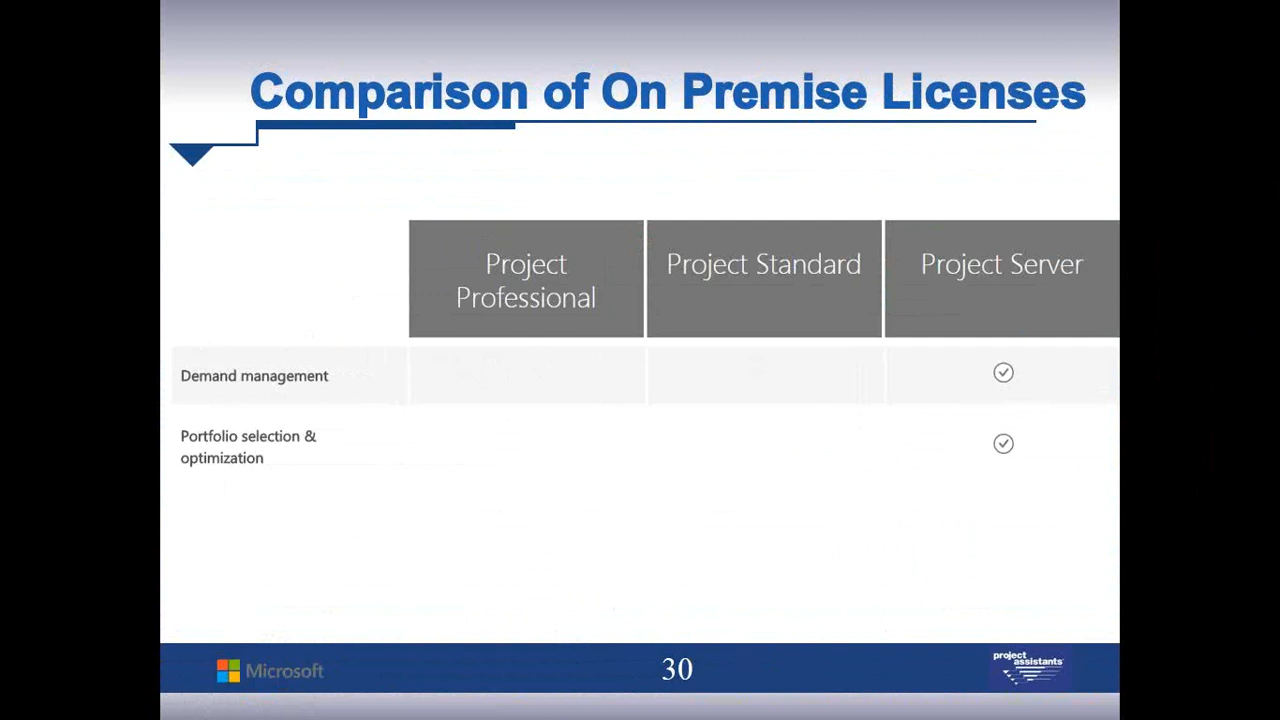 Comparison of On Premise Licenses
Project
Professional
Project Standard
Project Server
Demand management
Portfolio selection &
optimization
Microsoft
30
project
assistants